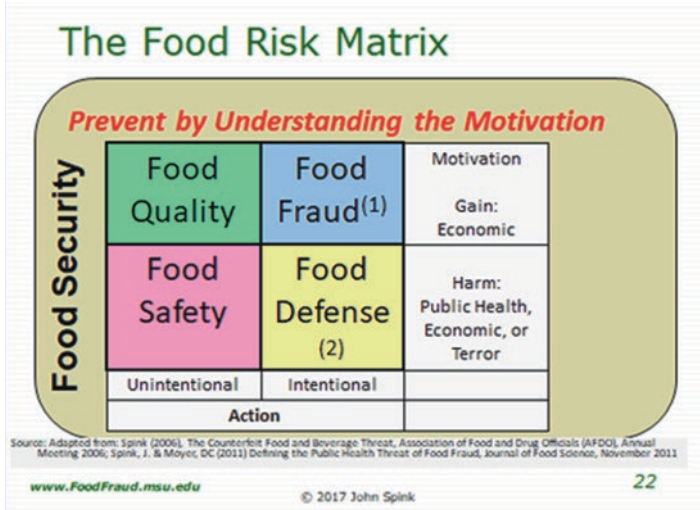 The Food Risk Matrix
Prevent by Understanding the Motivation
Food Security
Food
Quality
Food
Fraud(1)
Motivation
Gain:
Economic
Food
Safety
Food
Defense
(2)
Harm:
Public Health,
Economic, or
Terror
Unintentional
Intentional
Action
Source: Adapted from: Spink (2006), The Counterfeit Food and Beverage Threat, Association of Food and Drug Officials (AFDO), Annual
Meeting 2006; Spink, J. & Moyer, DC (2011) Defining the Public Health Threat of Food Fraud, Journal of Food Science, November 2011
www.FoodFraud.msu.edu
© 2017 John Spink
22